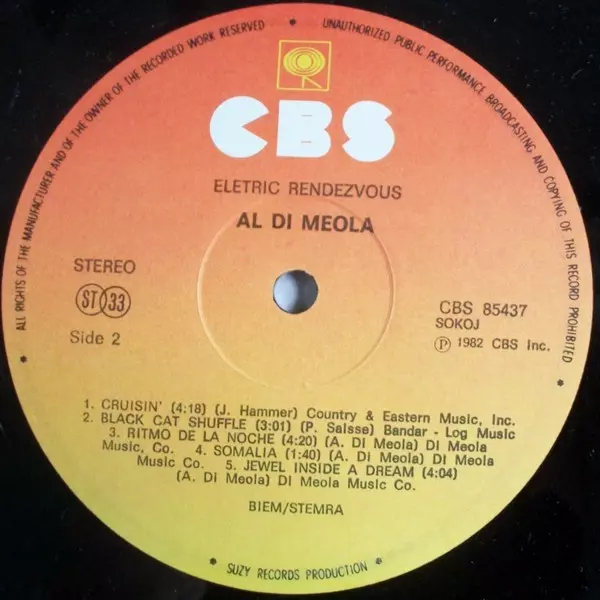 ALL RIGHTS OF THE MANUFACTURER AND OF THE OWNER OF THE RECORDED WORK RESERVED * UNAUTHORIZED PUBLIC PERFORMANCE BROADCASTING AND COPYING OF THIS RECORD PROHIBITED
CBS
ELETRIC RENDEZVOUS
AL DI MEOLA
STEREO
ST 33
Side 2
CBS 85437
SOKOJ
Ⓟ 1982 CBS Inc.
1. CRUISIN' (4:18) (J. Hammer) Country & Eastern Music, Inc.
2. BLACK CAT SHUFFLE (3:01) (P. Saisse) Bandar - Log Music
3. RITMO DE LA NOCHE (4:20) (A. Di Meola) Di Meola
Music, Co. 4. SOMALIA (1:40) (A. Di Meola) Di Meola
Music Co. 5. JEWEL INSIDE A DREAM (4:04)
(A. Di Meola) Di Meola Music Co.
BIEM/STEMRA
* SUZY RECORDS PRODUCTION *